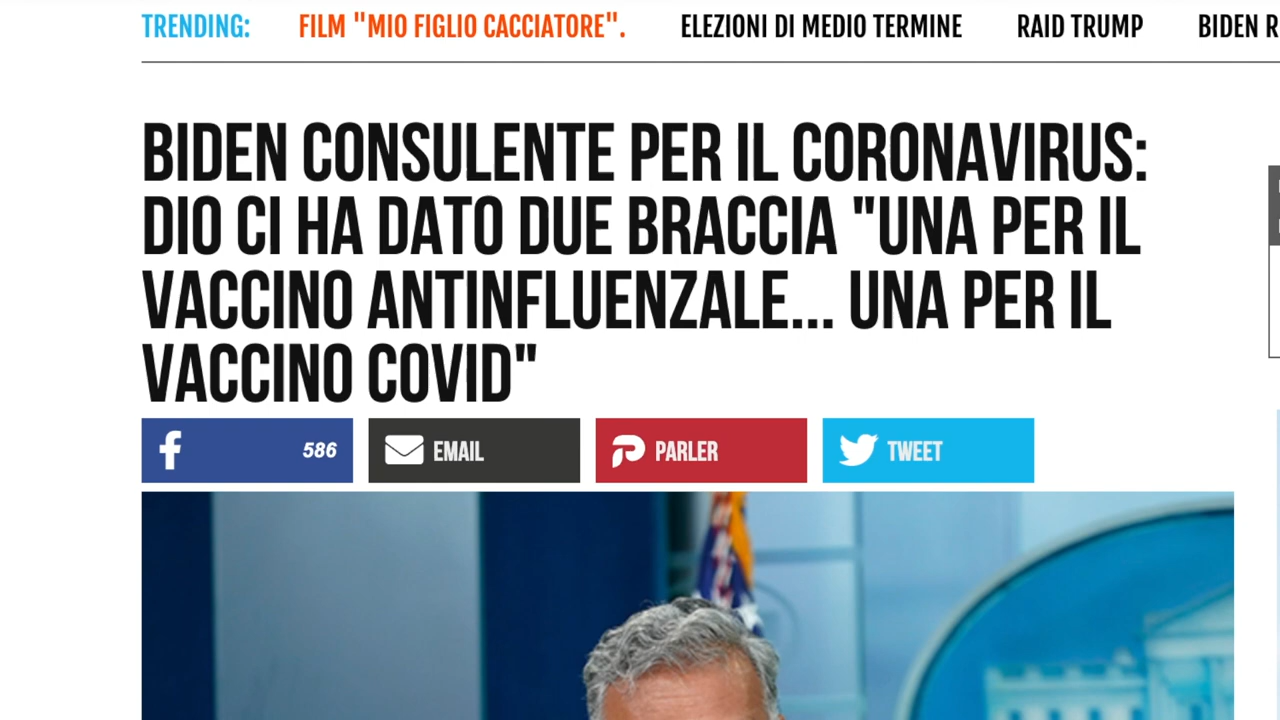 TRENDING: FILM "MIO FIGLIO CACCIATORE". ELEZIONI DI MEDIO TERMINE RAID TRUMP BIDEN
BIDEN CONSULENTE PER IL CORONAVIRUS:
DIO CI HA DATO DUE BRACCIA "UNA PER IL
VACCINO ANTINFLUENZALE... UNA PER IL
VACCINO COVID"
586 EMAIL PARLER TWEET